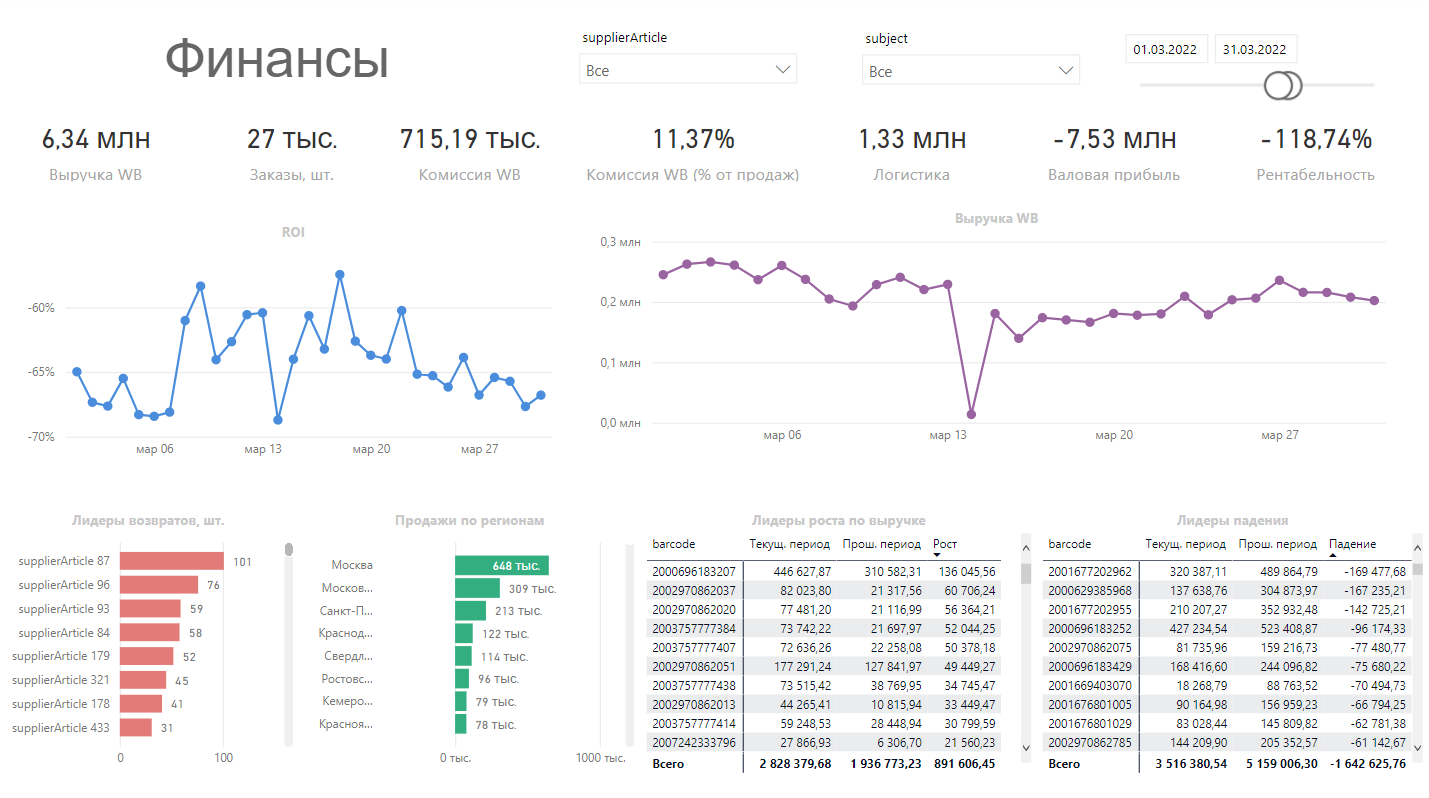 Финансы
supplierArticle
Все
subject
Все
01.03.2022 31.03.2022
6,34 млн
Выручка WB
27 тыс.
Заказы, шт.
715,19 тыс.
Комиссия WB
11,37%
Комиссия WB (% от продаж)
1,33 млн
Логистика
-7,53 млн
Валовая прибыль
-118,74%
Рентабельность
ROI
-60%
-65%
-70%
мар 06 мар 13 мар 20 мар 27
Выручка WB
0,3 млн
0,2 млн
0,1 млн
0,0 млн
мар 06 мар 13 мар 20 мар 27
Лидеры возвратов, шт.
supplierArticle 87 101
supplierArticle 96 76
supplierArticle 93 59
supplierArticle 84 58
supplierArticle 179 52
supplierArticle 321 45
supplierArticle 178 41
supplierArticle 433 31
0 100
Продажи по регионам
Москва 648 тыс.
Москов... 309 тыс.
Санкт-П... 213 тыс.
Краснод... 122 тыс.
Свердл... 114 тыс.
Ростовс... 96 тыс.
Кемеро... 79 тыс.
Красноя... 78 тыс.
0 тыс. 1000 тыс.
Лидеры роста по выручке
barcode Текущ. период Прош. период Рост
2000696183207 446 627,87 310 582,31 136 045,56
2002970862037 82 023,80 21 317,56 60 706,24
2002970862020 77 481,20 21 116,99 56 364,21
2003757777384 73 742,22 21 697,97 52 044,25
2003757777407 72 636,26 22 258,08 50 378,18
2002970862051 177 291,24 127 841,97 49 449,27
2003757777438 73 515,42 38 769,95 34 745,47
2002970862013 44 265,41 10 815,94 33 449,47
2003757777414 59 248,53 28 448,94 30 799,59
2007242333796 27 866,93 6 306,70 21 560,23
Всего 2 828 379,68 1 936 773,23 891 606,45
Лидеры падения
barcode Текущ. период Прош. период Падение
2001677202962 320 387,11 489 864,79 -169 477,68
2000629385968 137 638,76 304 873,97 -167 235,21
2001677202955 210 207,27 352 932,48 -142 725,21
2000696183252 427 234,54 523 408,87 -96 174,33
2002970862075 81 735,96 159 216,73 -77 480,77
2000696183429 168 416,60 244 096,82 -75 680,22
2001669403070 18 268,79 88 763,52 -70 494,73
2001676801005 90 164,98 156 959,23 -66 794,25
2001676801029 83 028,44 145 809,82 -62 781,38
2002970862785 144 209,90 205 352,57 -61 142,67
Всего 3 516 380,54 5 159 006,30 -1 642 625,76